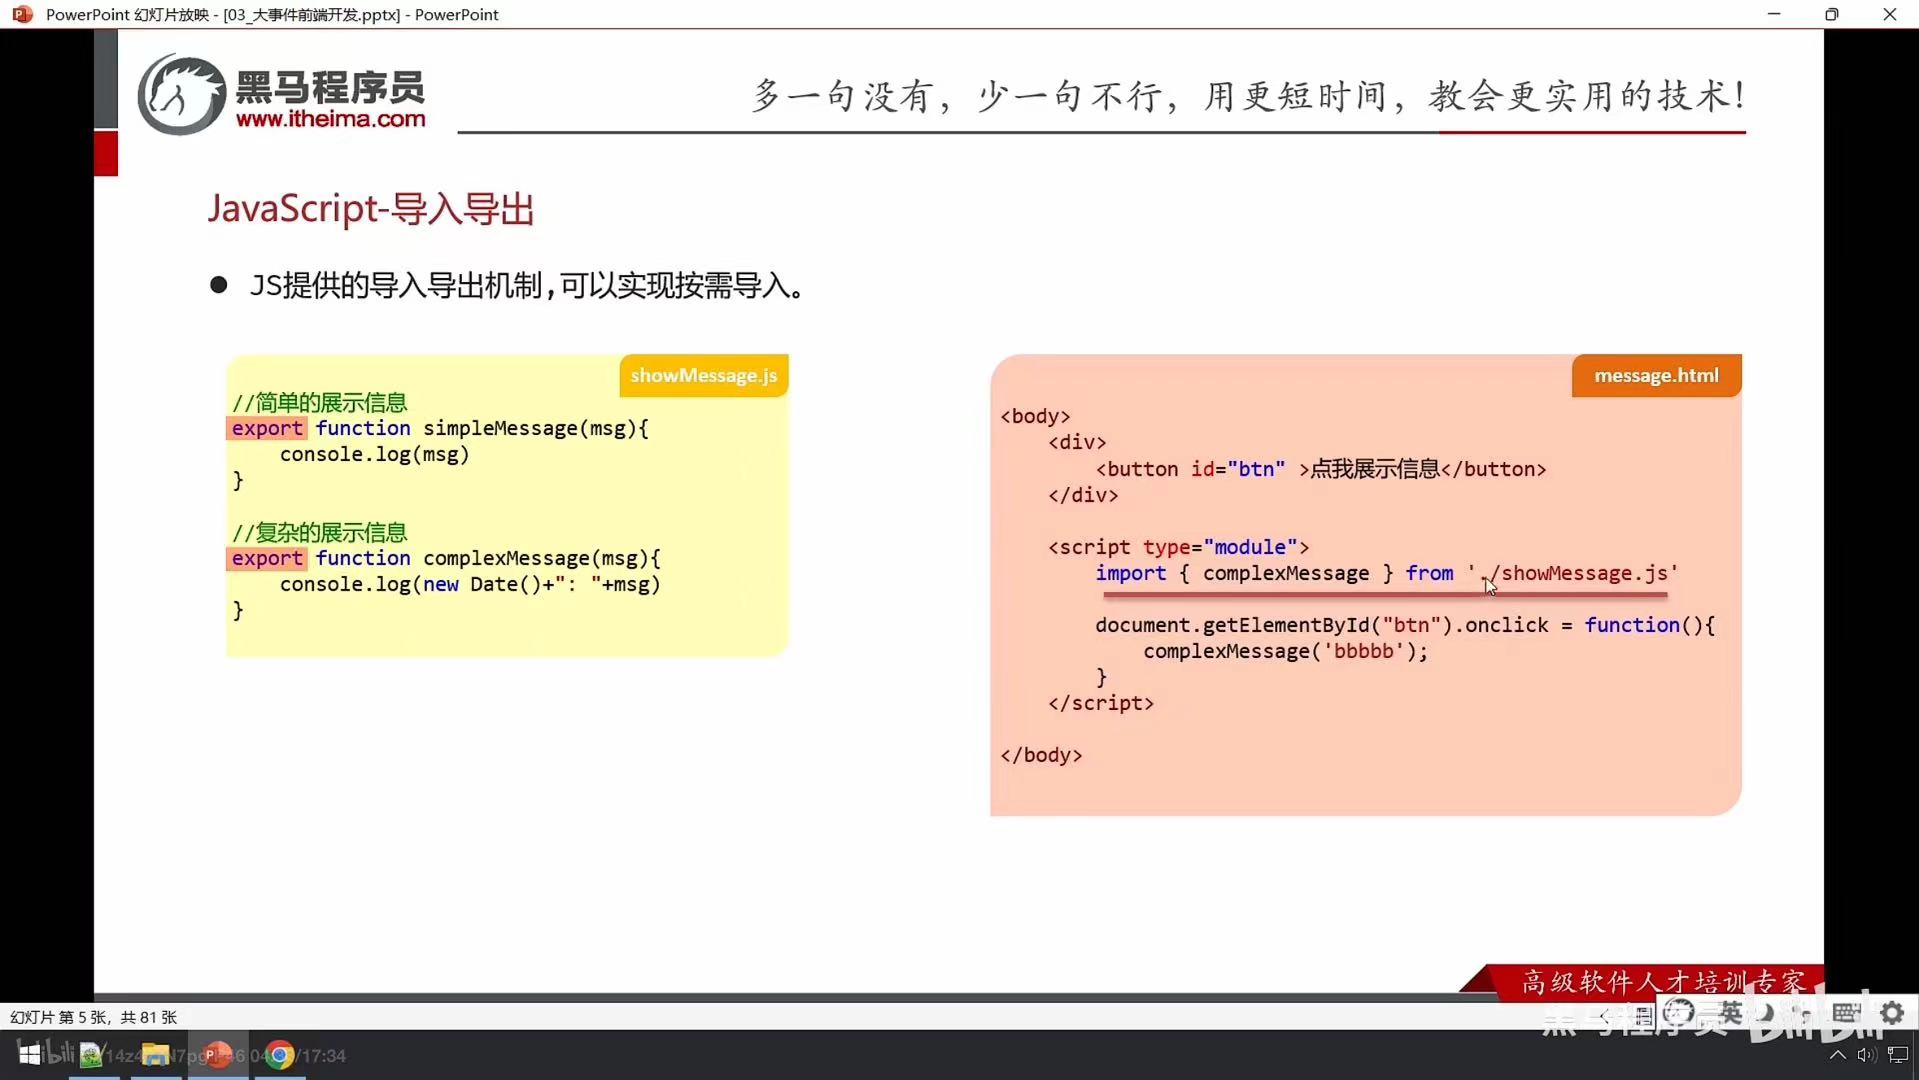 PowerPoint 幻灯片放映 - [03_大事件前端开发.pptx] - PowerPoint
黑马程序员
www.itheima.com
多一句没有，少一句不行，用更短时间，教会更实用的技术！
JavaScript-导入导出
● JS提供的导入导出机制,可以实现按需导入。
showMessage.js
//简单的展示信息
export function simpleMessage(msg){
    console.log(msg)
}
//复杂的展示信息
export function complexMessage(msg){
    console.log(new Date()+": "+msg)
}
message.html
<body>
    <div>
        <button id="btn" >点我展示信息</button>
    </div>
    <script type="module">
        import { complexMessage } from './showMessage.js'
        document.getElementById("btn").onclick = function(){
            complexMessage('bbbbb');
        }
    </script>
</body>
高级软件人才培训专家
幻灯片 第 5 张，共 81 张
黑马程序员
bilibili
英
bilibili
/17:34